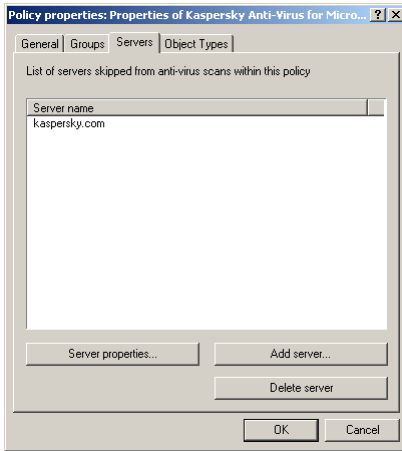 Policy properties: Properties of Kaspersky Anti-Virus for Micro...
General Groups Servers Object Types
List of servers skipped from anti-virus scans within this policy
Server name
kaspersky.com
Server properties... Add server...
Delete server
OK Cancel